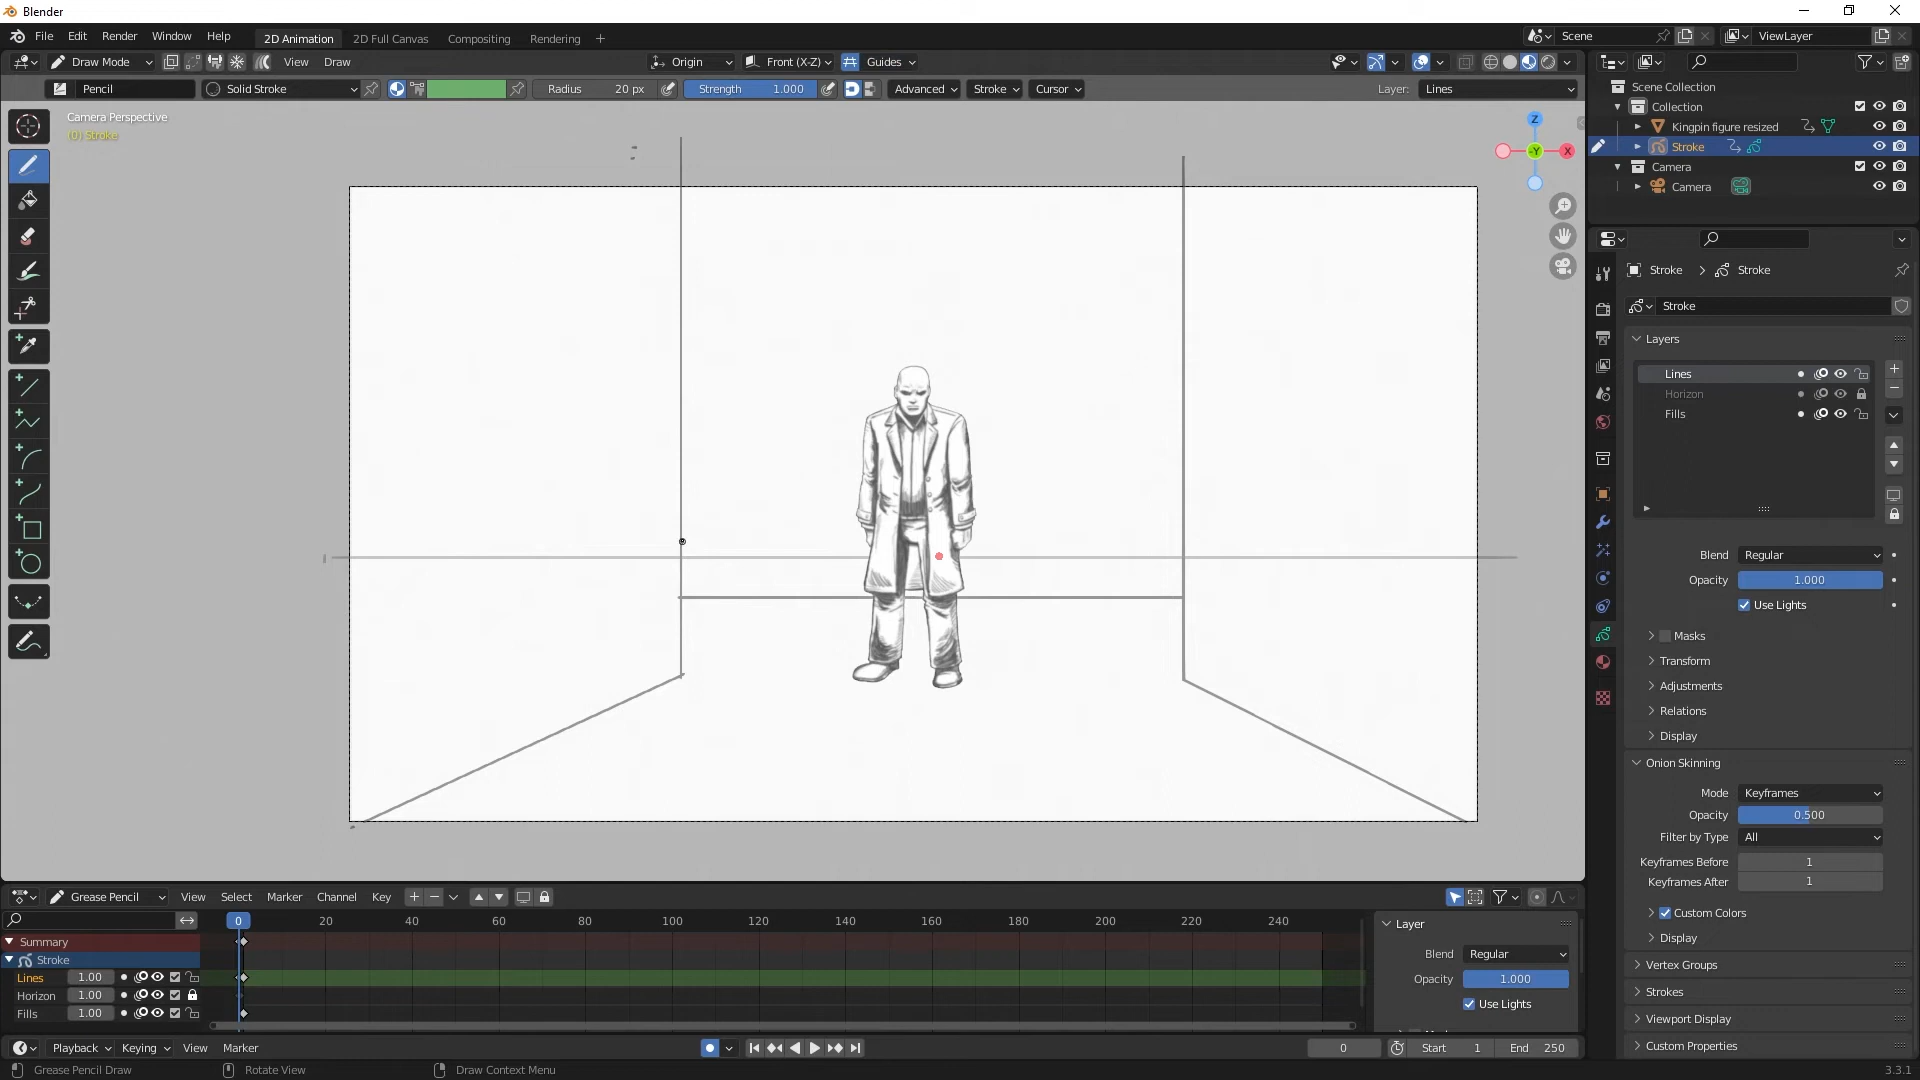 Blender
File Edit Render Window Help 2D Animation 2D Full Canvas Compositing Rendering + Scene ViewLayer
Draw Mode View Draw Origin Front (X-Z) Guides
Pencil Solid Stroke Radius 20 px Strength 1.000 Advanced Stroke Cursor Layer: Lines
Camera Perspective
(0) Stroke
Z
-Y X
Scene Collection
Collection
Kingpin figure resized
Stroke
Camera
Camera
Stroke > Stroke
Stroke
Layers
Lines
Horizon
Fills
Blend Regular
Opacity 1.000
Use Lights
Masks
Transform
Adjustments
Relations
Display
Onion Skinning
Mode Keyframes
Opacity 0.500
Filter by Type All
Keyframes Before 1
Keyframes After 1
Custom Colors
Display
Vertex Groups
Strokes
Viewport Display
Custom Properties
Grease Pencil View Select Marker Channel Key
0 20 40 60 80 100 120 140 160 180 200 220 240
Summary
Stroke
Lines 1.00
Horizon 1.00
Fills 1.00
Layer
Blend Regular
Opacity 1.000
Use Lights
Playback Keying View Marker 0 Start 1 End 250
Grease Pencil Draw Rotate View Draw Context Menu 3.3.1